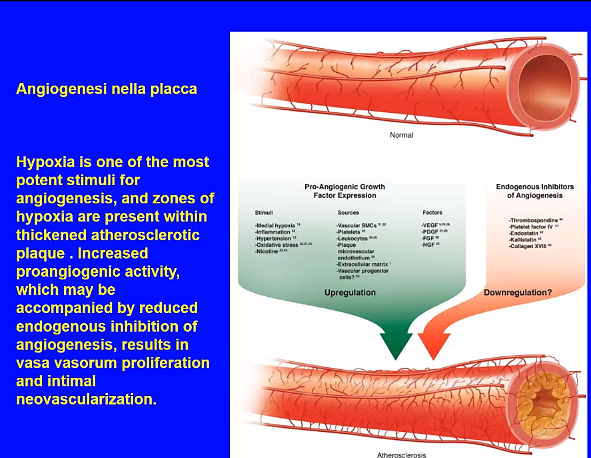 Angiogenesi nella placca
Hypoxia is one of the most
potent stimuli for
angiogenesis, and zones of
hypoxia are present within
thickened atherosclerotic
plaque . Increased
proangiogenic activity,
which may be
accompanied by reduced
endogenous inhibition of
angiogenesis, results in
vasa vasorum proliferation
and intimal
neovascularization.
Normal
Pro-Angiogenic Growth
Factor Expression
Stimuli
-Medial hypoxia
-Inflammation
-Hypertension
-Oxidative stress
-Nicotine
Sources
-Vascular SMCs
-Platelets
-Leukocytes
-Plaque
microvascular
endothelium
-Extracellular matrix
-Vascular progenitor
cells?
Factors
-VEGF
-PDGF
-FGF
-HGF
Upregulation
Endogenous Inhibitors
of Angiogenesis
-Thrombospondins
-Platelet factor IV
-Endostatin
-Kallistatin
-Collagen XVIII
Downregulation?
Atherosclerosis